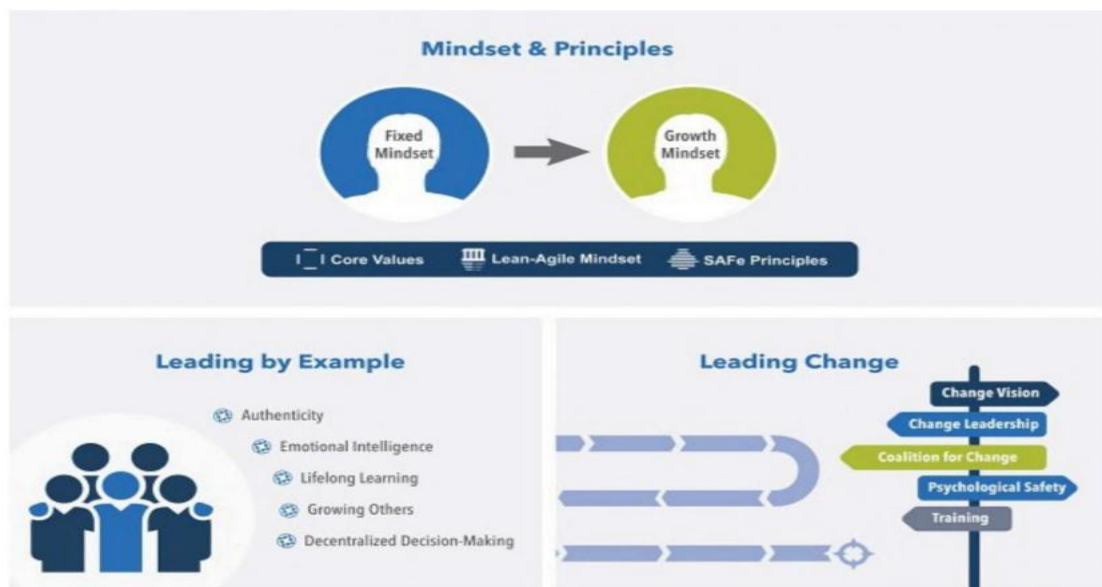 Mindset & Principles
Fixed
Mindset
Growth
Mindset
Core Values
Lean-Agile Mindset
SAFe Principles
Leading by Example
Authenticity
Emotional Intelligence
Lifelong Learning
Growing Others
Decentralized Decision-Making
Leading Change
Change Vision
Change Leadership
Coalition for Change
Psychological Safety
Training